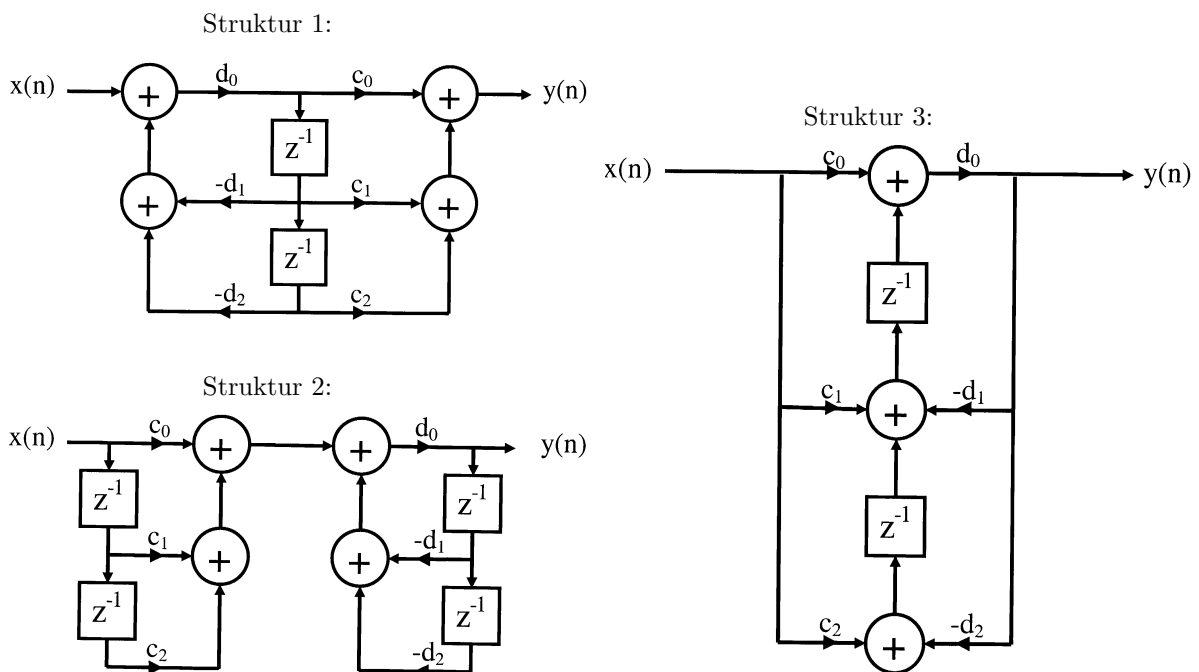 Struktur 1:
x(n) + d₀ c₀ + y(n)
z⁻¹
+ -d₁ c₁ +
z⁻¹
-d₂ c₂
Struktur 2:
x(n) c₀ + + d₀ y(n)
z⁻¹ z⁻¹
c₁ + + -d₁
z⁻¹ z⁻¹
c₂ -d₂
Struktur 3:
x(n) c₀ + d₀ y(n)
z⁻¹
c₁ + -d₁
z⁻¹
c₂ + -d₂